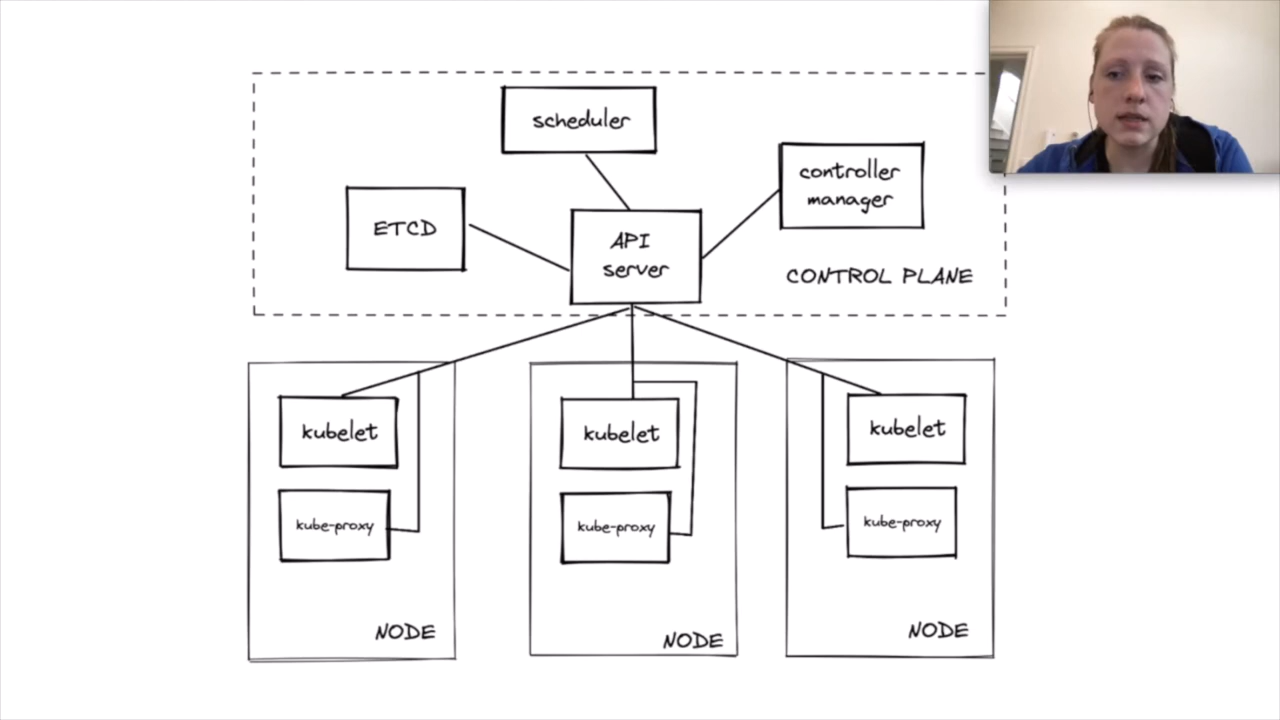 scheduler
controller
manager
ETCD
API
server
CONTROL PLANE
kubelet
kube-proxy
NODE
kubelet
kube-proxy
NODE
kubelet
kube-proxy
NODE